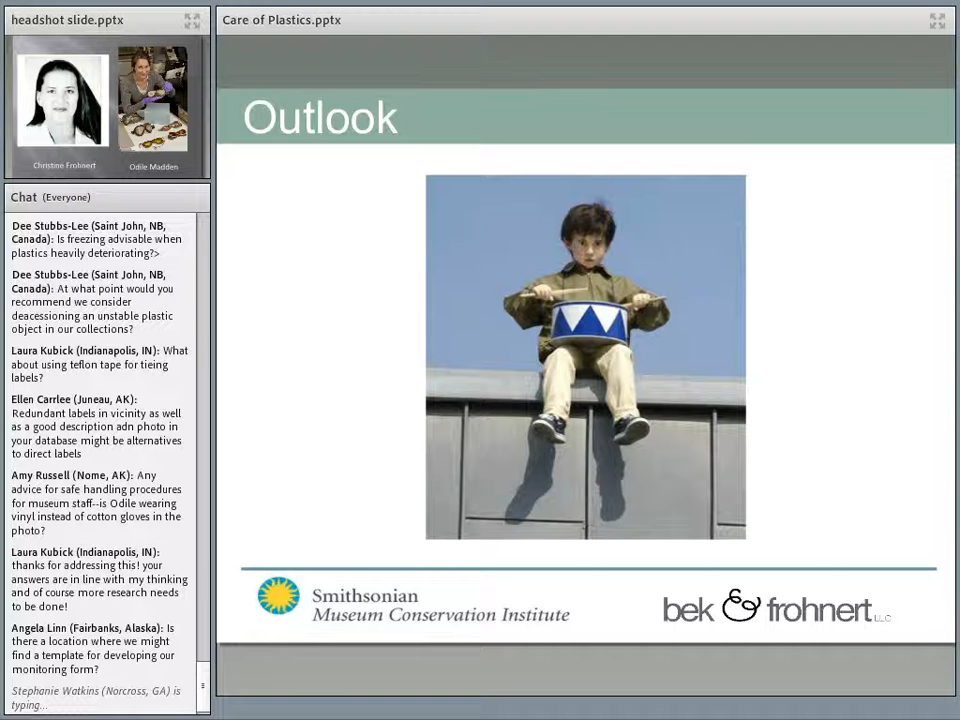 headshot slide.pptx
Christine Frohnert
Odile Madden
Chat (Everyone)
Dee Stubbs-Lee (Saint John, NB,
Canada): Is freezing advisable when
plastics heavily deteriorating?>
Dee Stubbs-Lee (Saint John, NB,
Canada): At what point would you
recommend we consider
deacessioning an unstable plastic
object in our collections?
Laura Kubick (Indianapolis, IN): What
about using teflon tape for tieing
labels?
Ellen Carrlee (Juneau, AK):
Redundant labels in vicinity as well
as a good description adn photo in
your database might be alternatives
to direct labels
Amy Russell (Nome, AK): Any
advice for safe handling procedures
for museum staff--is Odile wearing
vinyl instead of cotton gloves in the
photo?
Laura Kubick (Indianapolis, IN):
thanks for addressing this! your
answers are in line with my thinking
and of course more research needs
to be done!
Angela Linn (Fairbanks, Alaska): Is
there a location where we might
find a template for developing our
monitoring form?
Stephanie Watkins (Norcross, GA) is
typing...
Care of Plastics.pptx
Outlook
Smithsonian
Museum Conservation Institute
bek & frohnert LLC